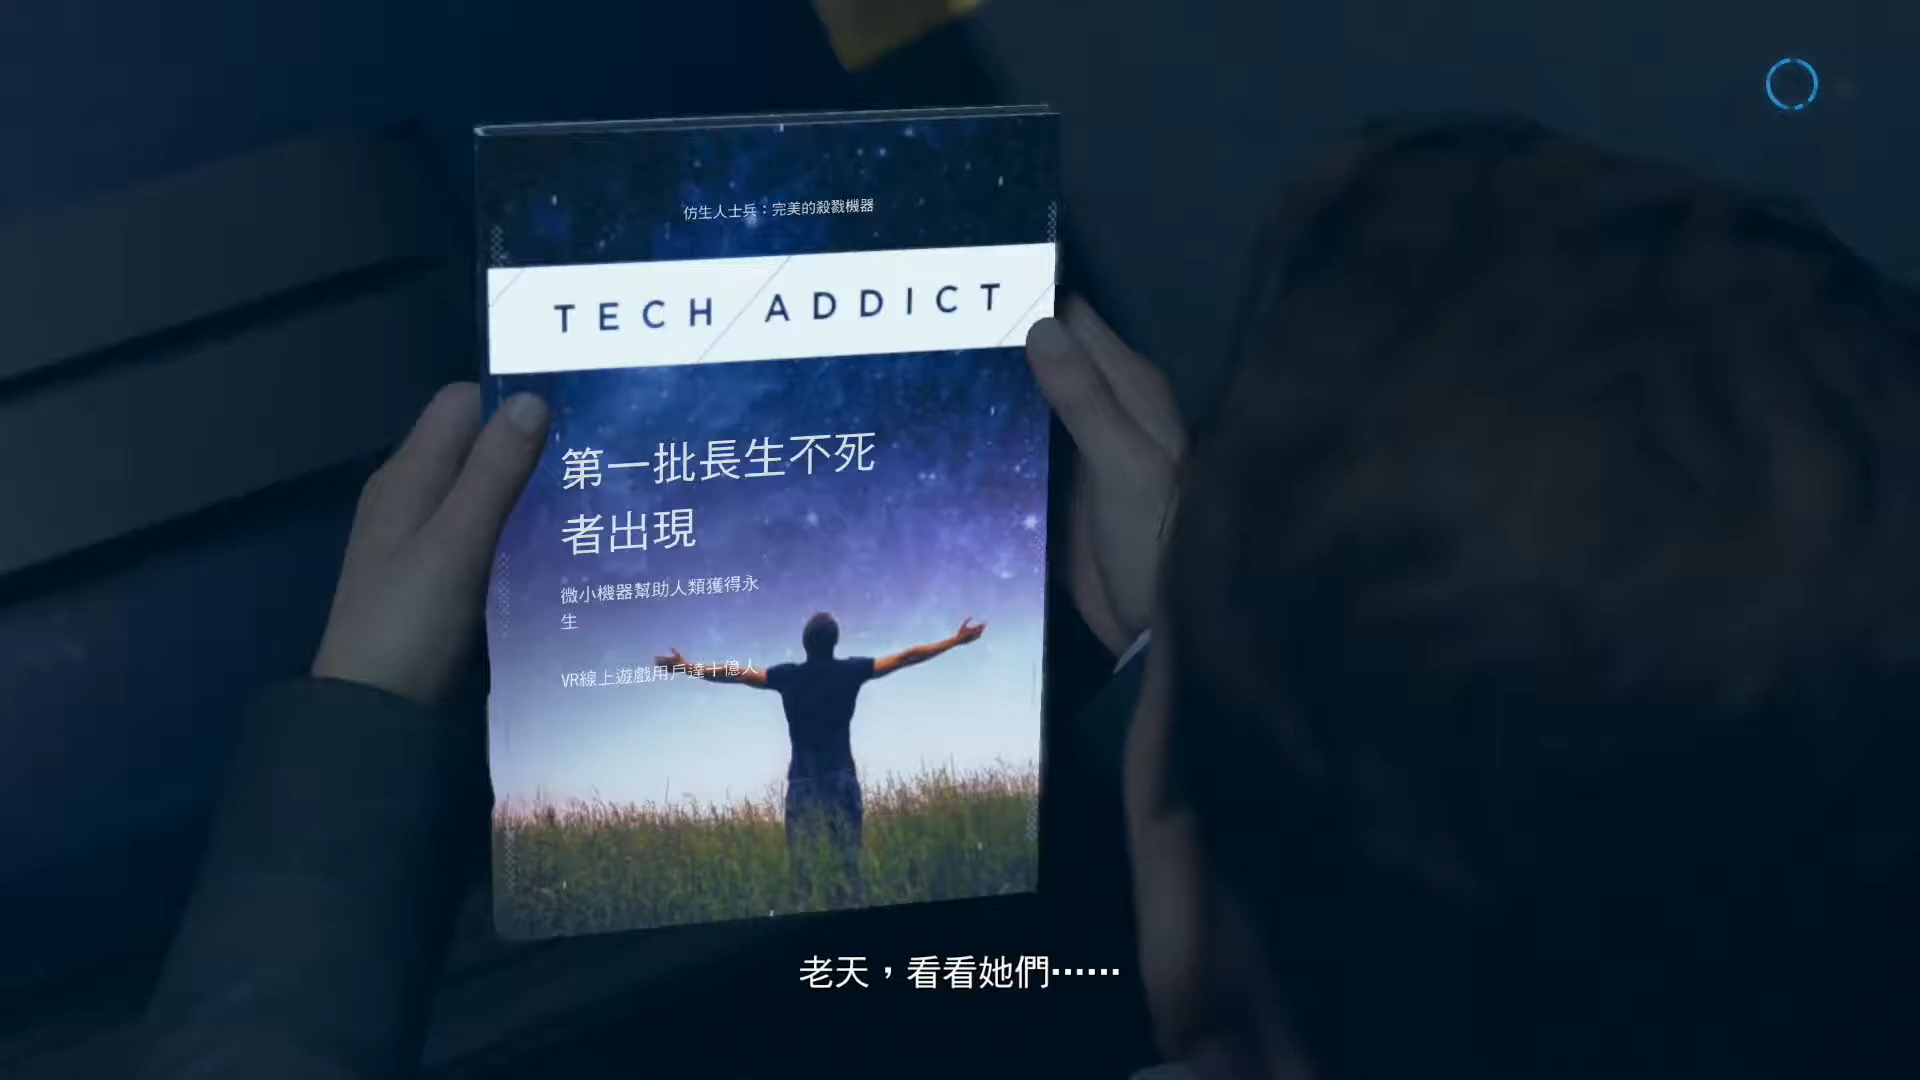 仿生人士兵：完美的殺戮機器
TECH ADDICT
第一批長生不死
者出現
微小機器幫助人類獲得永
生
VR線上遊戲用戶達十億人
老天，看看她們……